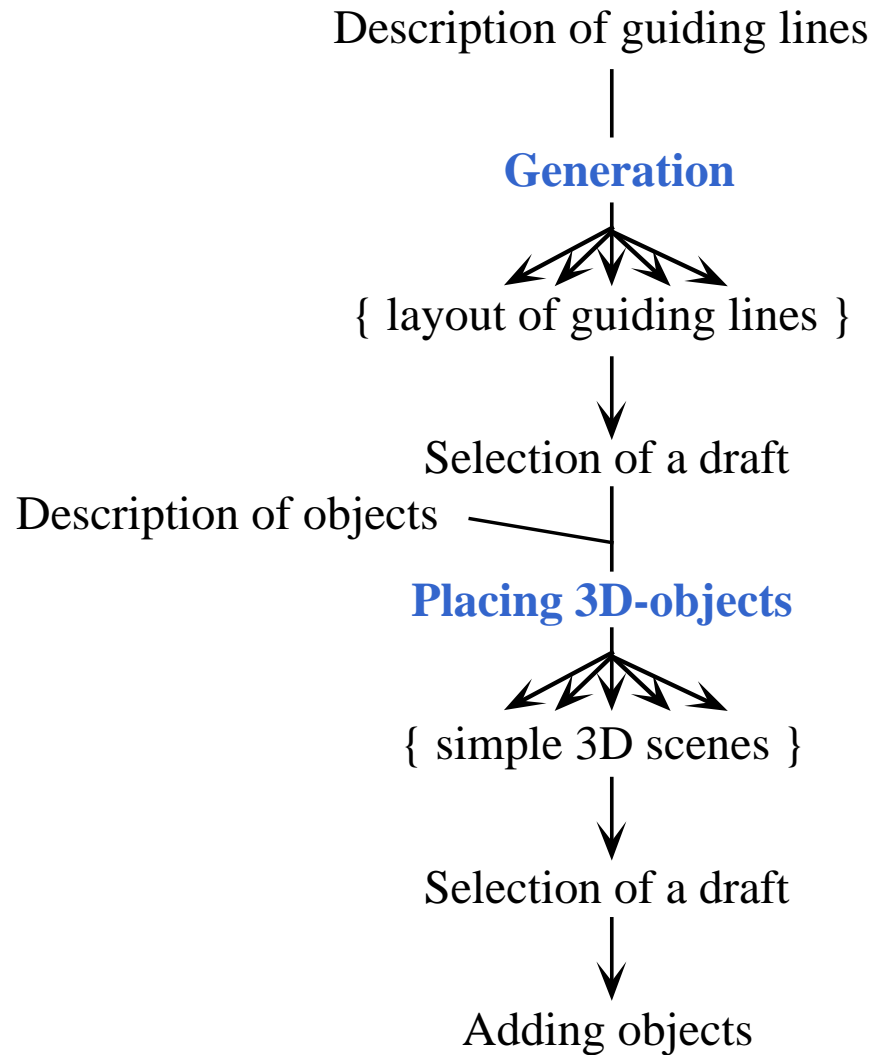 Description of guiding lines
Generation
{ layout of guiding lines }
Selection of a draft
Description of objects
Placing 3D-objects
{ simple 3D scenes }
Selection of a draft
Adding objects